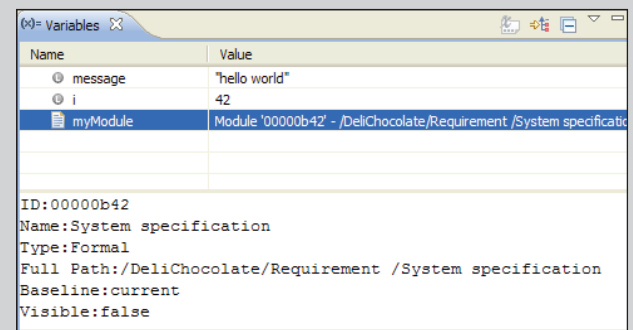 (x)= Variables
Name Value
message "hello world"
i 42
myModule Module '00000b42' - /DeliChocolate/Requirement /System specificatio
ID:00000b42
Name:System specification
Type:Formal
Full Path:/DeliChocolate/Requirement /System specification
Baseline:current
Visible:false